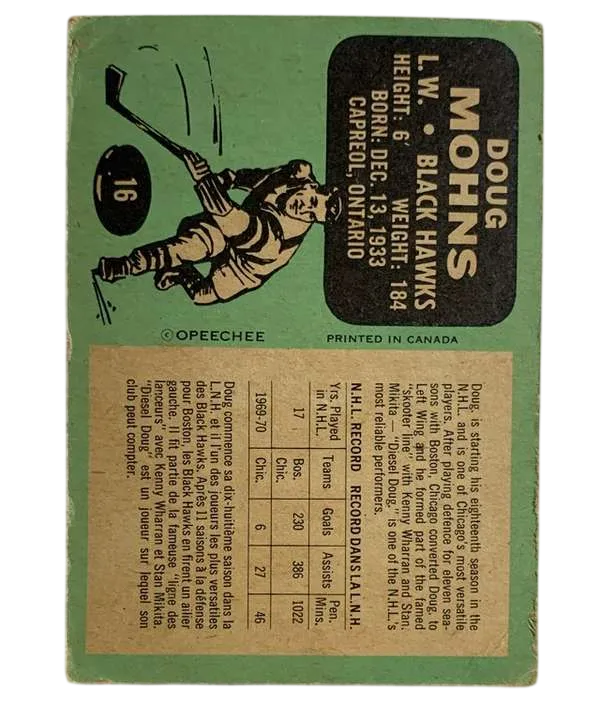 DOUG
MOHNS
L.W. • BLACK HAWKS
HEIGHT: 6' WEIGHT: 184
BORN: DEC. 13, 1933
CAPREOL, ONTARIO
16
© OPEECHEE
PRINTED IN CANADA
Doug. is starting his eighteenth season in the
N.H.L. and is one of Chicago's most versatile
players. After playing defence for eleven sea-
sons with Boston, Chicago converted Doug. to
Left Wing and he formed part of the famed
"skooter line" with Kenny Wharran and Stan.
Mikita — "Diesel Doug." is one of the N.H.L.'s
most reliable performers.
N.H.L. RECORD RECORD DANS LA L.N.H.
Yrs. Played Teams Goals Assists Pen.
in N.H.L. Mins.
17 Bos. 230 386 1022
Chic.
1969-70 Chic. 6 27 46
Doug commence sa dix-huitième saison dans la
L.N.H. et il l'un des joueurs les plus versatiles
des Black Hawks. Après 11 saisons à la défense
pour Boston, les Black Hawks en firent un ailier
gauche. Il fit partie de la fameuse "ligne des
lanceurs" avec Kenny Wharran et Stan Mikita.
"Diesel Doug" est un joueur sur lequel son
club peut compter.